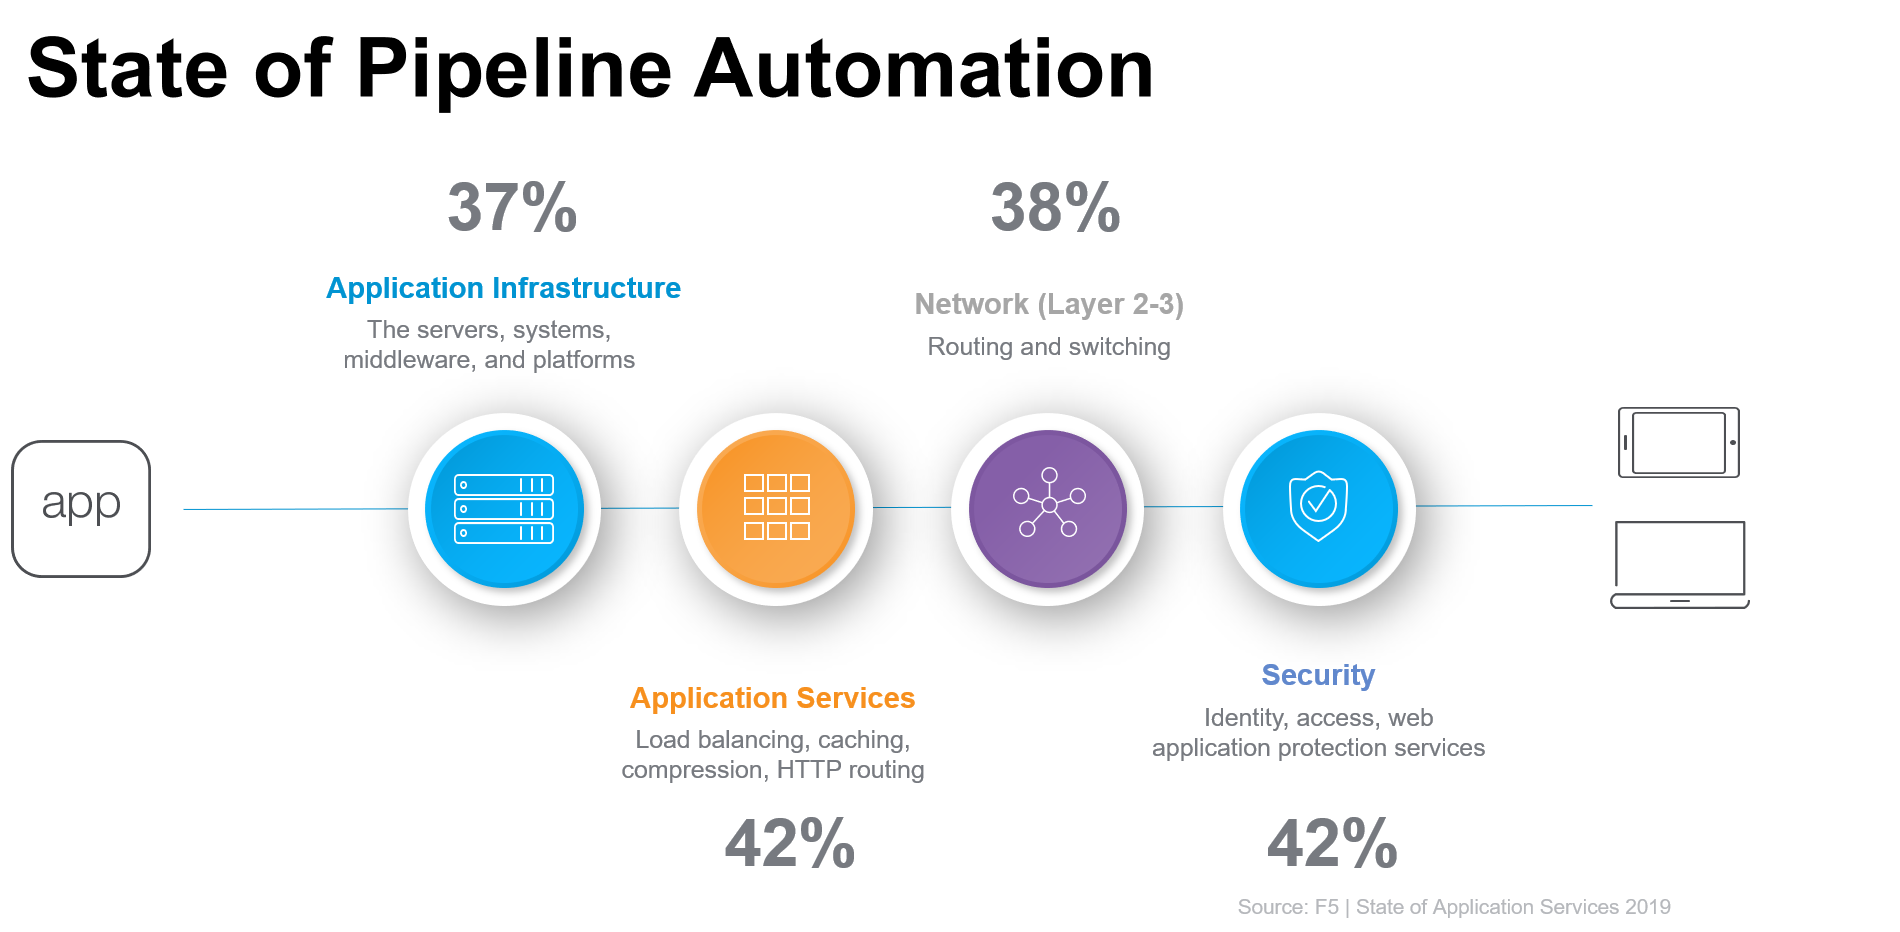 State of Pipeline Automation
37%
Application Infrastructure
The servers, systems,
middleware, and platforms
38%
Network (Layer 2-3)
Routing and switching
app
Application Services
Load balancing, caching,
compression, HTTP routing
42%
Security
Identity, access, web
application protection services
42%
Source: F5 | State of Application Services 2019